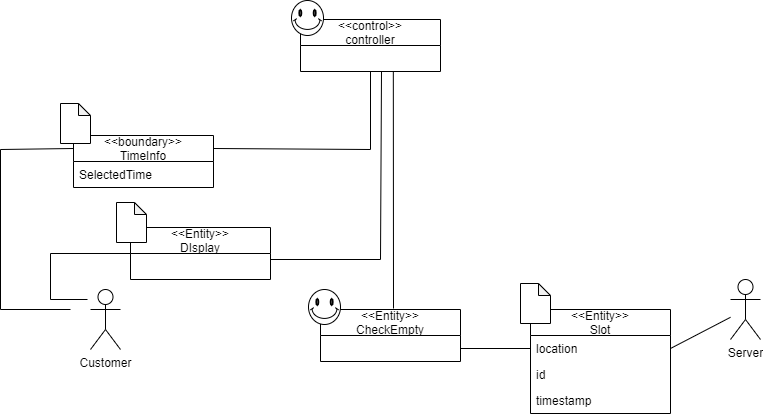 <<control>>
controller
<<boundary>>
TimeInfo
SelectedTime
<<Entity>>
DIsplay
<<Entity>>
CheckEmpty
<<Entity>>
Slot
location
id
timestamp
Customer
Server